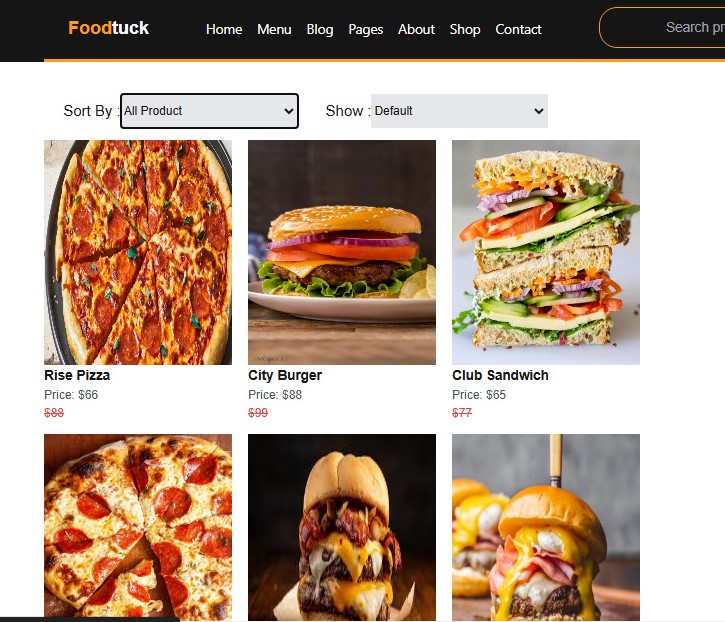 Foodtuck
Home Menu Blog Pages About Shop Contact
Search pr
Sort By : All Product Show : Default
Rise Pizza
Price: $66
$88
City Burger
Price: $88
$99
Club Sandwich
Price: $65
$77